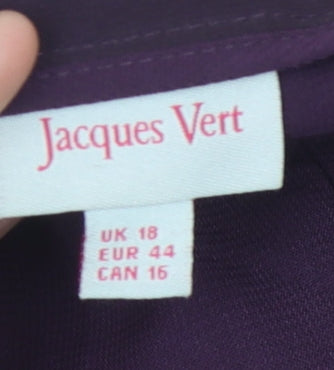 Jacques Vert
UK 18
EUR 44
CAN 16